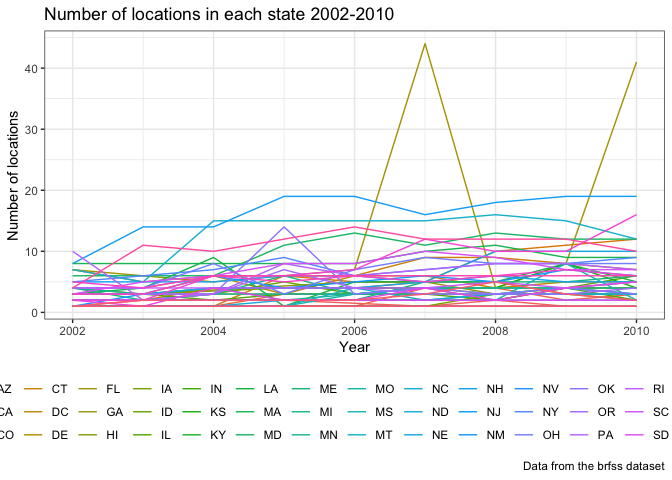 Number of locations in each state 2002-2010
Number of locations
40
30
20
10
0
2002 2004 2006 2008 2010
Year
AZ CT FL IA IN LA ME MO NC NH NV OK RI
CA DC GA ID KS MA MI MS ND NJ NY OR SC
CO DE HI IL KY MD MN MT NE NM OH PA SD
Data from the brfss dataset